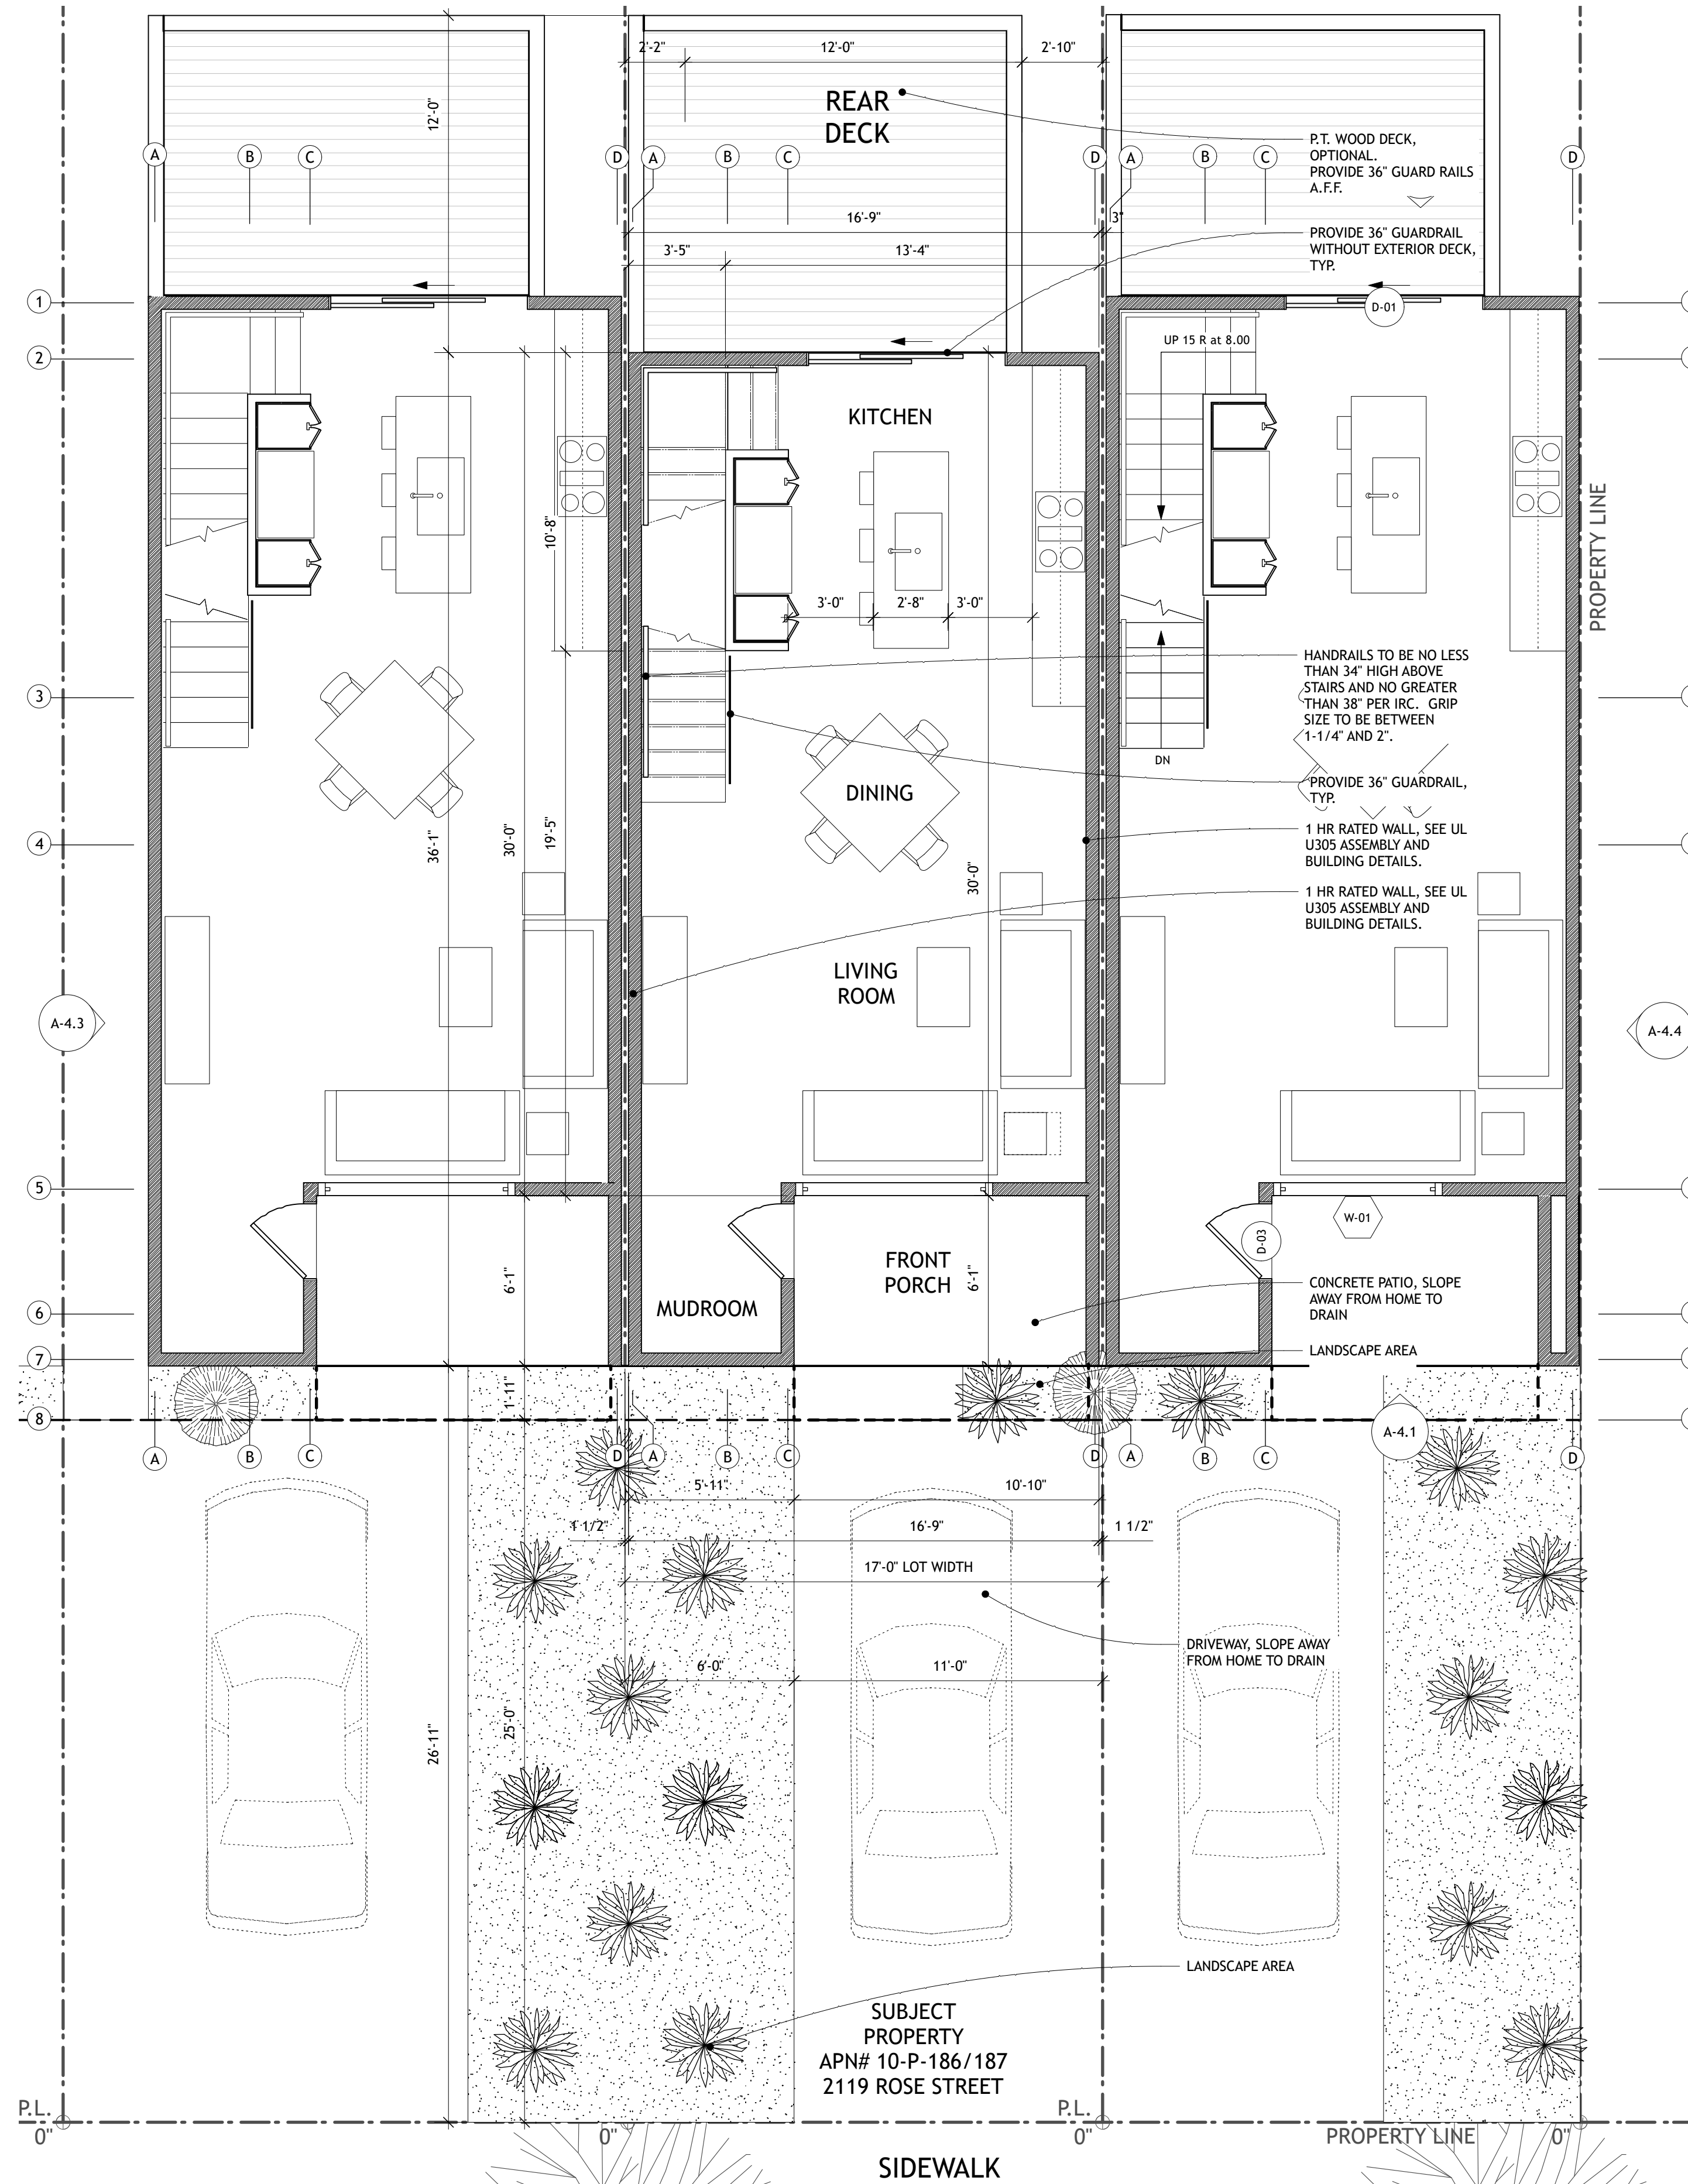 2'-2"
12'-0"
2'-10"
12'-0"
REAR
DECK
P.T. WOOD DECK,
OPTIONAL.
PROVIDE 36" GUARD RAILS
A.F.F.
A
B
C
D
A
B
C
D
A
B
C
D
16'-9"
3"
PROVIDE 36" GUARDRAIL
WITHOUT EXTERIOR DECK,
TYP.
3'-5"
13'-4"
1
D-01
2
UP 15 R at 8.00
KITCHEN
10'-8"
PROPERTY LINE
3'-0"
2'-8"
3'-0"
HANDRAILS TO BE NO LESS
THAN 34" HIGH ABOVE
STAIRS AND NO GREATER
THAN 38" PER IRC. GRIP
SIZE TO BE BETWEEN
1-1/4" AND 2".
3
DN
PROVIDE 36" GUARDRAIL,
TYP.
DINING
4
36'-1"
30'-0"
19'-5"
30'-0"
1 HR RATED WALL, SEE UL
U305 ASSEMBLY AND
BUILDING DETAILS.
1 HR RATED WALL, SEE UL
U305 ASSEMBLY AND
BUILDING DETAILS.
LIVING
ROOM
A-4.3
A-4.4
5
W-01
D-03
FRONT
PORCH
6'-1"
6'-1"
MUDROOM
CONCRETE PATIO, SLOPE
AWAY FROM HOME TO
DRAIN
6
LANDSCAPE AREA
7
1'-11"
8
A-4.1
A
B
C
D
A
B
C
D
A
B
C
D
5'-11"
10'-10"
1 1/2"
16'-9"
1 1/2"
17'-0" LOT WIDTH
DRIVEWAY, SLOPE AWAY
FROM HOME TO DRAIN
6'-0"
11'-0"
26'-11"
25'-0"
LANDSCAPE AREA
SUBJECT
PROPERTY
APN# 10-P-186/187
2119 ROSE STREET
P.L.
P.L.
0"
0"
0"
PROPERTY LINE
0"
SIDEWALK